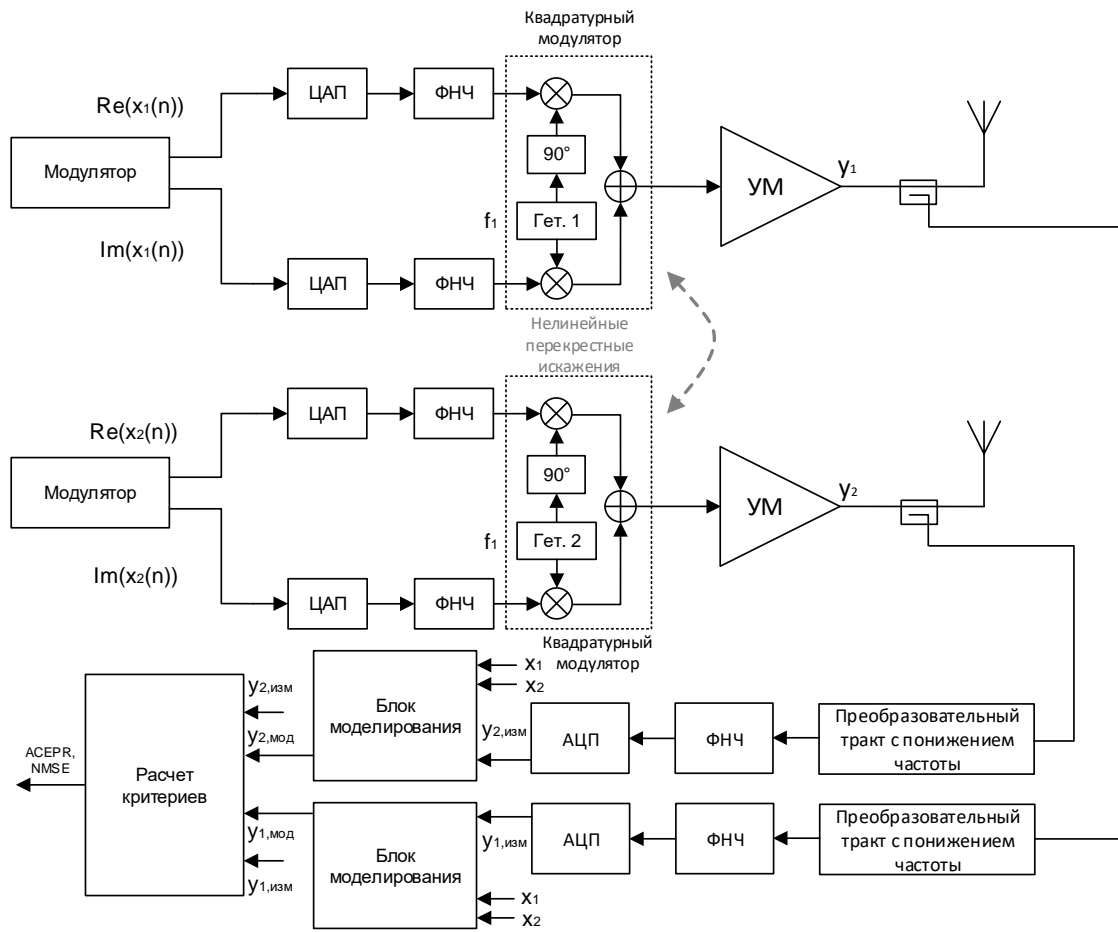 Квадратурный
модулятор
Re(x1(n))
ЦАП
ФНЧ
90°
Модулятор
УМ
y1
f1
Гет. 1
Im(x1(n))
ЦАП
ФНЧ
Нелинейные
перекрестные
искажения
Re(x2(n))
ЦАП
ФНЧ
90°
Модулятор
УМ
y2
f1
Гет. 2
Im(x2(n))
ЦАП
ФНЧ
Квадратурный
модулятор
x1
x2
y2,изм
Блок
моделирования
y2,изм
АЦП
ФНЧ
Преобразовательный
тракт с понижением
частоты
y2,мод
ACEPR,
NMSE
Расчет
критериев
y1,мод
y1,изм
Блок
моделирования
y1,изм
АЦП
ФНЧ
Преобразовательный
тракт с понижением
частоты
x1
x2